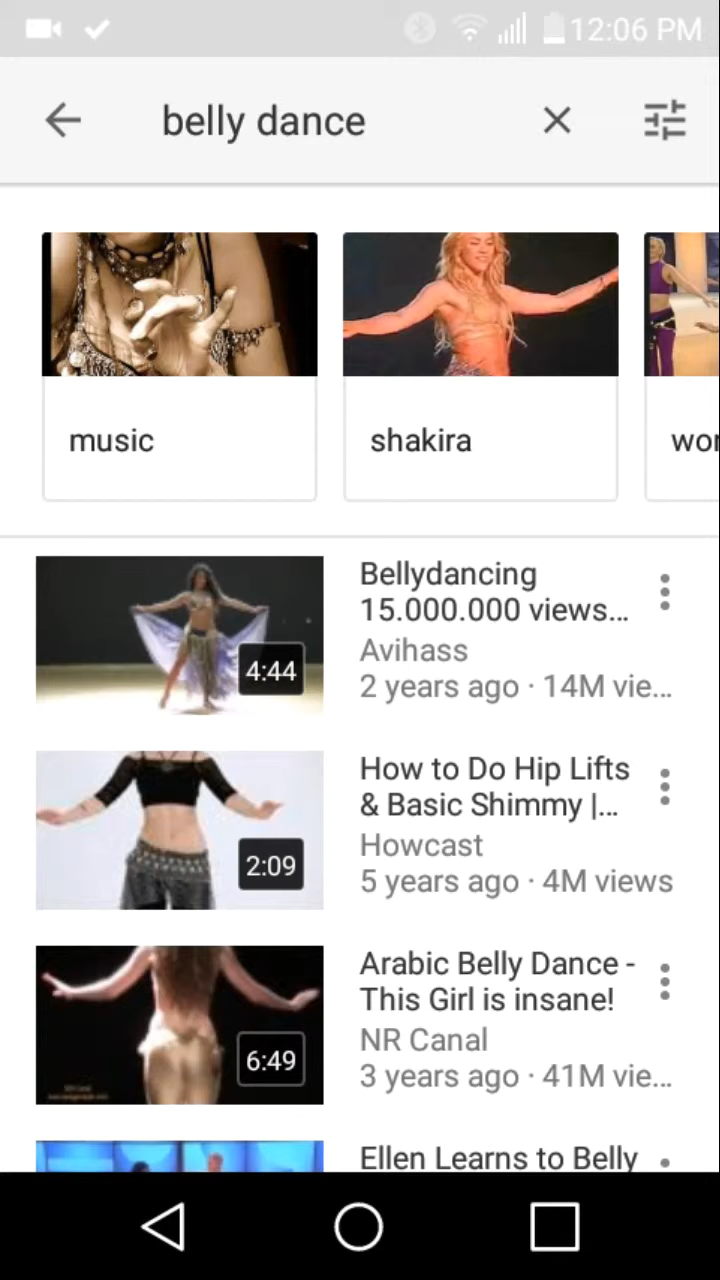 12:06 PM
belly dance
music
shakira
wor
Bellydancing
15.000.000 views...
Avihass
2 years ago · 14M vie...
4:44
How to Do Hip Lifts
& Basic Shimmy |...
Howcast
5 years ago · 4M views
2:09
Arabic Belly Dance -
This Girl is insane!
NR Canal
3 years ago · 41M vie...
6:49
Ellen Learns to Belly